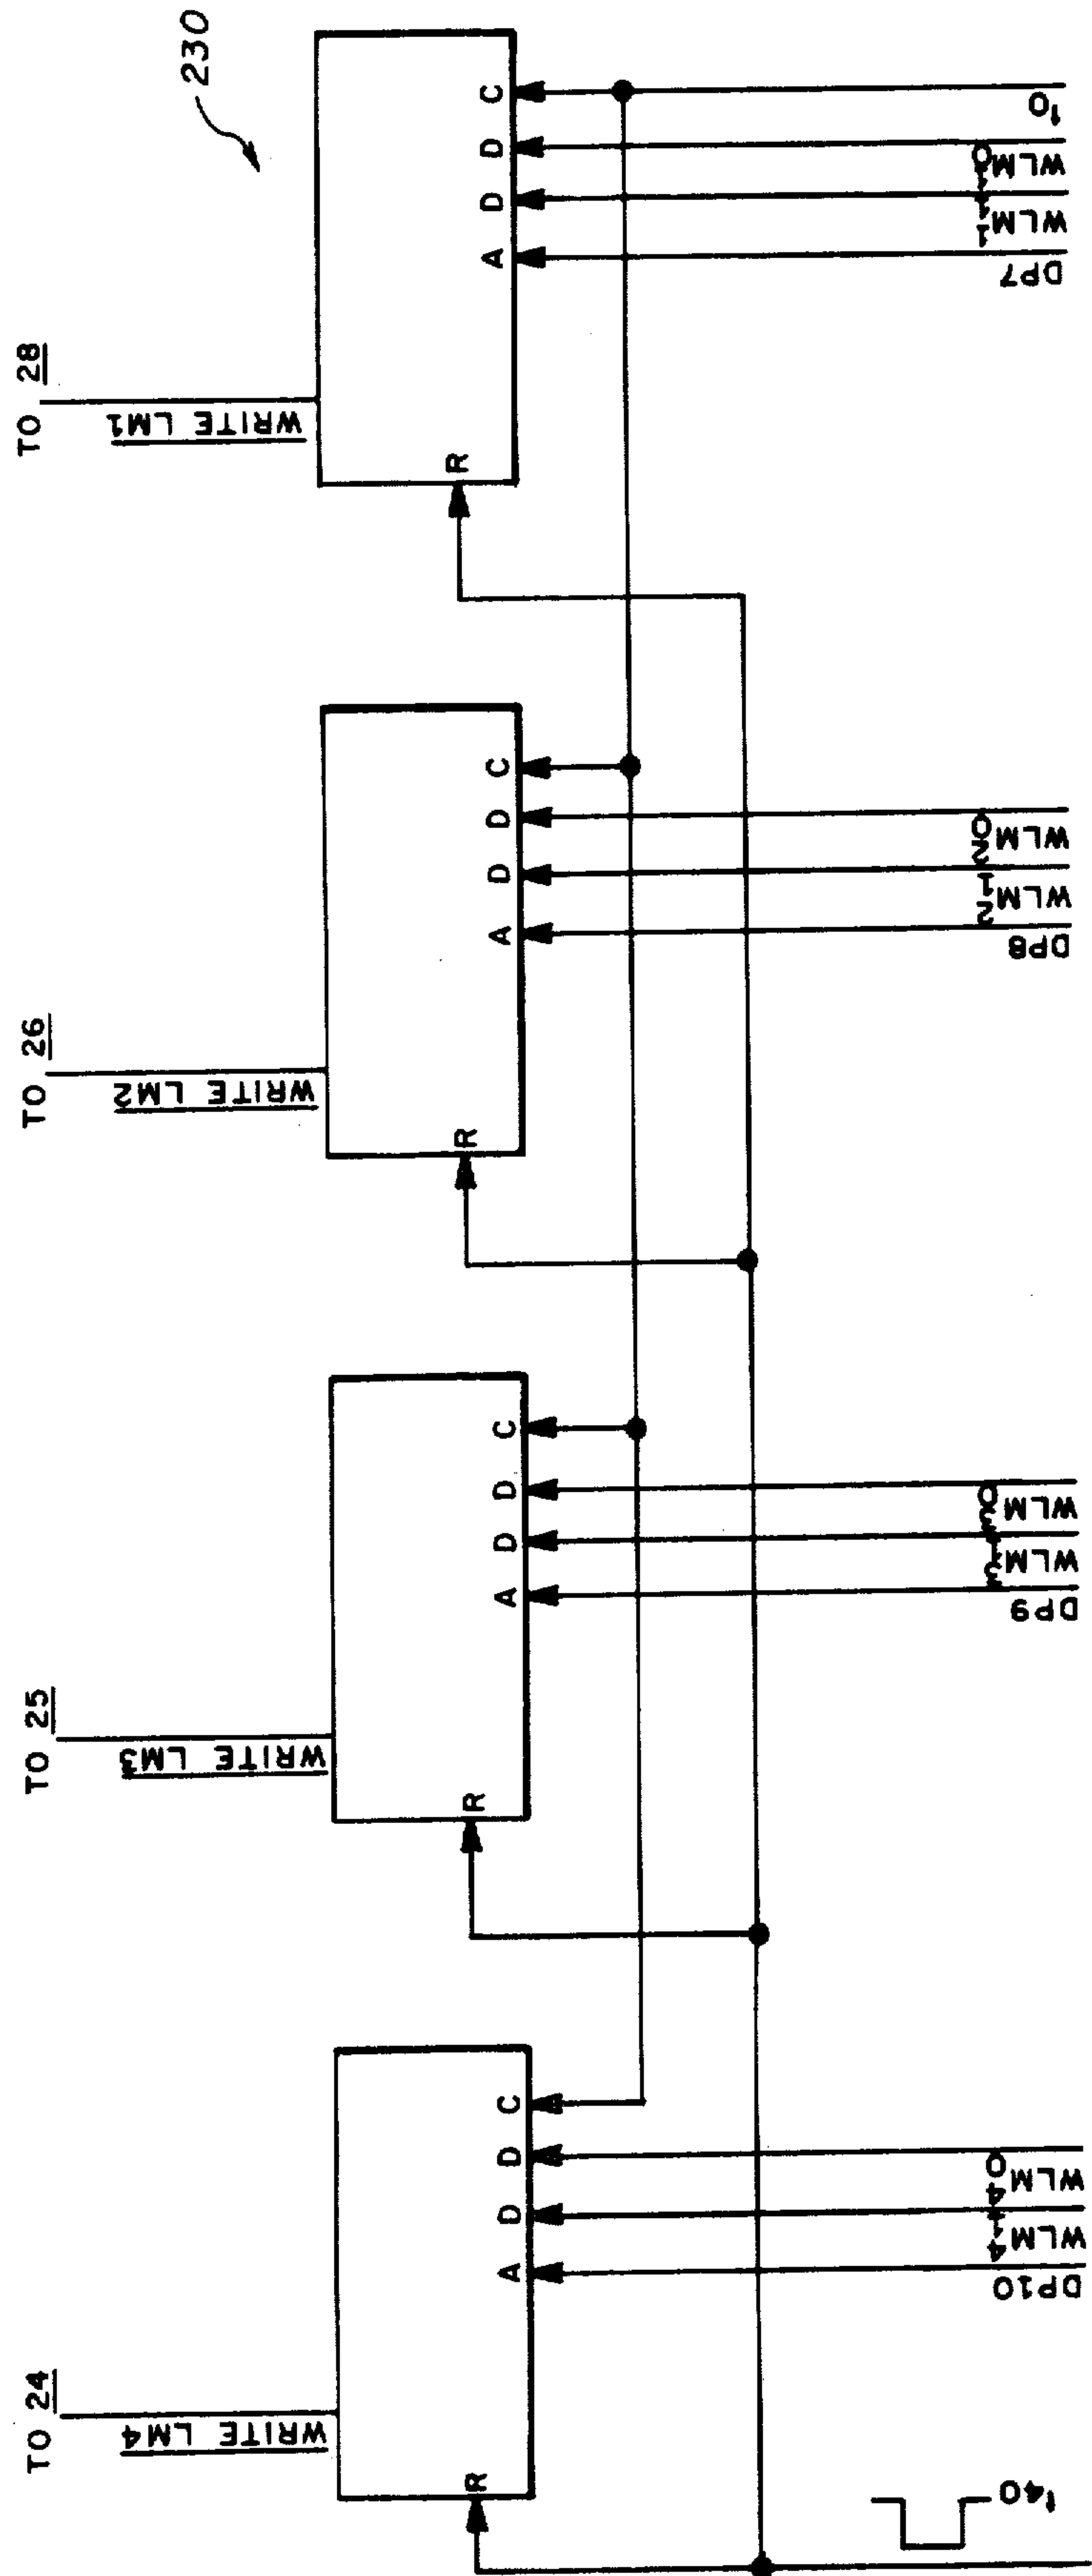 230
TO 28
WRITE LM1
R
A
D
D
C
DP7
WLM1 1
WLM1 0
t0
TO 26
WRITE LM2
R
A
D
D
C
DP8
WLM2 1
WLM2 0
TO 25
WRITE LM3
R
A
D
D
C
DP9
WLM3 1
WLM3 0
TO 24
WRITE LM4
R
A
D
D
C
DP10
WLM4 1
WLM4 0
t40